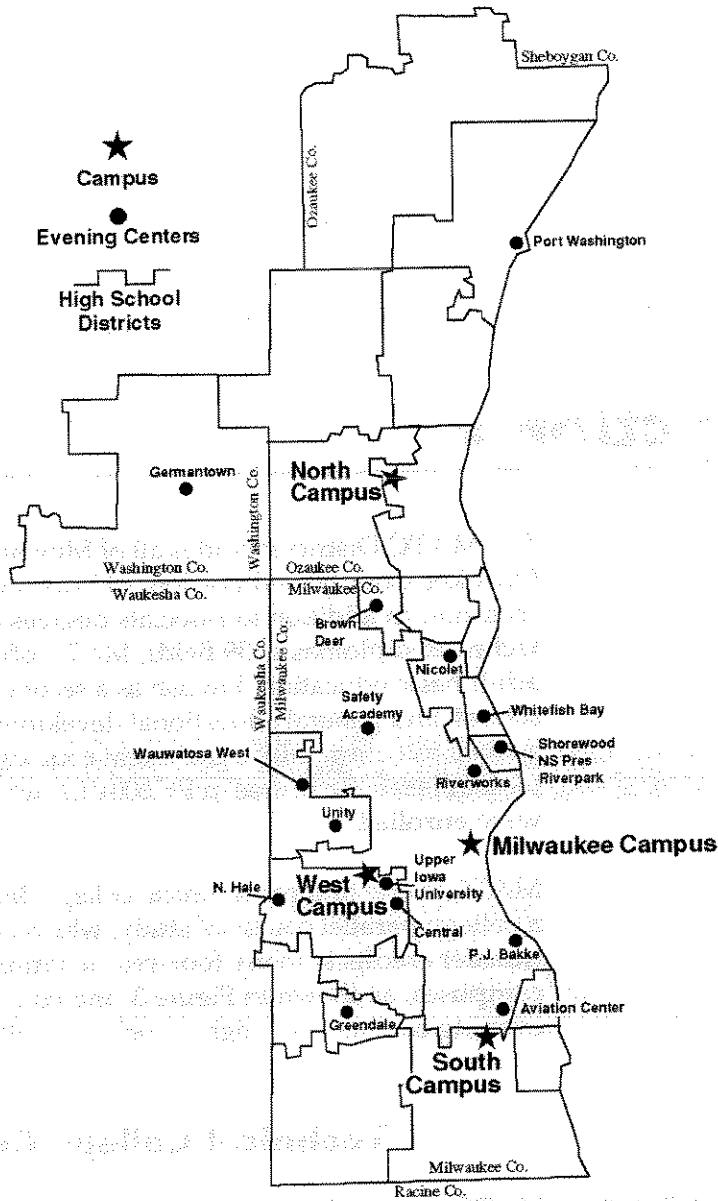 Sheboygan Co.
Campus
Ozaukee Co.
Evening Centers
Port Washington
High School
Districts
Germantown
North
Campus
Washington Co.
Washington Co.
Ozaukee Co.
Waukesha Co.
Milwaukee Co.
Brown
Deer
Nicolet
Waukesha Co.
Milwaukee Co.
Safety
Academy
Whitefish Bay
Wauwatosa West
Shorewood
NS Pres
Riverpark
Riverworks
Unity
Milwaukee Campus
Upper
Iowa
University
West
Campus
N. Hale
Central
P.J. Bakke
Aviation Center
Greendale
South
Campus
Milwaukee Co.
Racine Co.